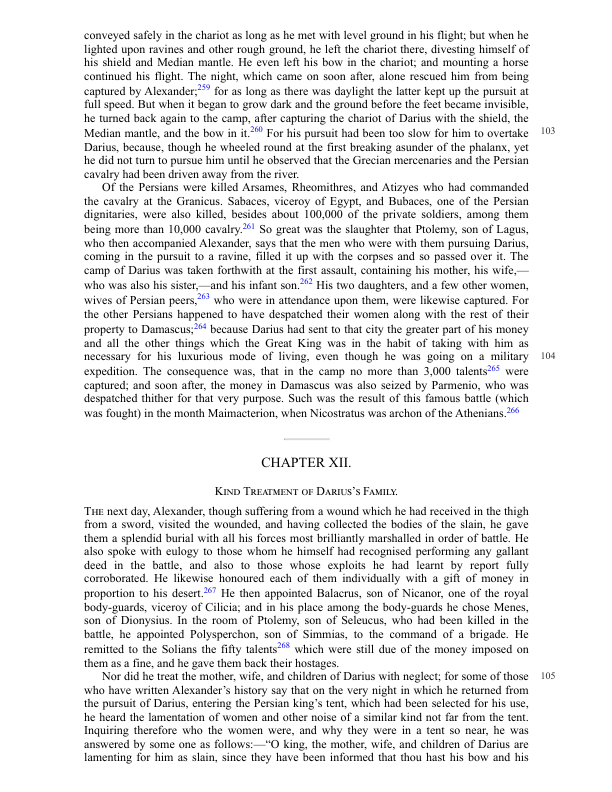 conveyed safely in the chariot as long as he met with level ground in his flight; but when he
lighted upon ravines and other rough ground, he left the chariot there, divesting himself of
his shield and Median mantle. He even left his bow in the chariot; and mounting a horse
continued his flight. The night, which came on soon after, alone rescued him from being
captured by Alexander;259 for as long as there was daylight the latter kept up the pursuit at
full speed. But when it began to grow dark and the ground before the feet became invisible,
he turned back again to the camp, after capturing the chariot of Darius with the shield, the
Median mantle, and the bow in it.260 For his pursuit had been too slow for him to overtake 103
Darius, because, though he wheeled round at the first breaking asunder of the phalanx, yet
he did not turn to pursue him until he observed that the Grecian mercenaries and the Persian
cavalry had been driven away from the river.
Of the Persians were killed Arsames, Rheomithres, and Atizyes who had commanded
the cavalry at the Granicus. Sabaces, viceroy of Egypt, and Bubaces, one of the Persian
dignitaries, were also killed, besides about 100,000 of the private soldiers, among them
being more than 10,000 cavalry.261 So great was the slaughter that Ptolemy, son of Lagus,
who then accompanied Alexander, says that the men who were with them pursuing Darius,
coming in the pursuit to a ravine, filled it up with the corpses and so passed over it. The
camp of Darius was taken forthwith at the first assault, containing his mother, his wife,—
who was also his sister,—and his infant son.262 His two daughters, and a few other women,
wives of Persian peers,263 who were in attendance upon them, were likewise captured. For
the other Persians happened to have despatched their women along with the rest of their
property to Damascus;264 because Darius had sent to that city the greater part of his money
and all the other things which the Great King was in the habit of taking with him as
necessary for his luxurious mode of living, even though he was going on a military 104
expedition. The consequence was, that in the camp no more than 3,000 talents265 were
captured; and soon after, the money in Damascus was also seized by Parmenio, who was
despatched thither for that very purpose. Such was the result of this famous battle (which
was fought) in the month Maimacterion, when Nicostratus was archon of the Athenians.266
CHAPTER XII.
Kind Treatment of Darius's Family.
The next day, Alexander, though suffering from a wound which he had received in the thigh
from a sword, visited the wounded, and having collected the bodies of the slain, he gave
them a splendid burial with all his forces most brilliantly marshalled in order of battle. He
also spoke with eulogy to those whom he himself had recognised performing any gallant
deed in the battle, and also to those whose exploits he had learnt by report fully
corroborated. He likewise honoured each of them individually with a gift of money in
proportion to his desert.267 He then appointed Balacrus, son of Nicanor, one of the royal
body-guards, viceroy of Cilicia; and in his place among the body-guards he chose Menes,
son of Dionysius. In the room of Ptolemy, son of Seleucus, who had been killed in the
battle, he appointed Polysperchon, son of Simmias, to the command of a brigade. He
remitted to the Solians the fifty talents268 which were still due of the money imposed on
them as a fine, and he gave them back their hostages.
Nor did he treat the mother, wife, and children of Darius with neglect; for some of those 105
who have written Alexander's history say that on the very night in which he returned from
the pursuit of Darius, entering the Persian king's tent, which had been selected for his use,
he heard the lamentation of women and other noise of a similar kind not far from the tent.
Inquiring therefore who the women were, and why they were in a tent so near, he was
answered by some one as follows:—“O king, the mother, wife, and children of Darius are
lamenting for him as slain, since they have been informed that thou hast his bow and his